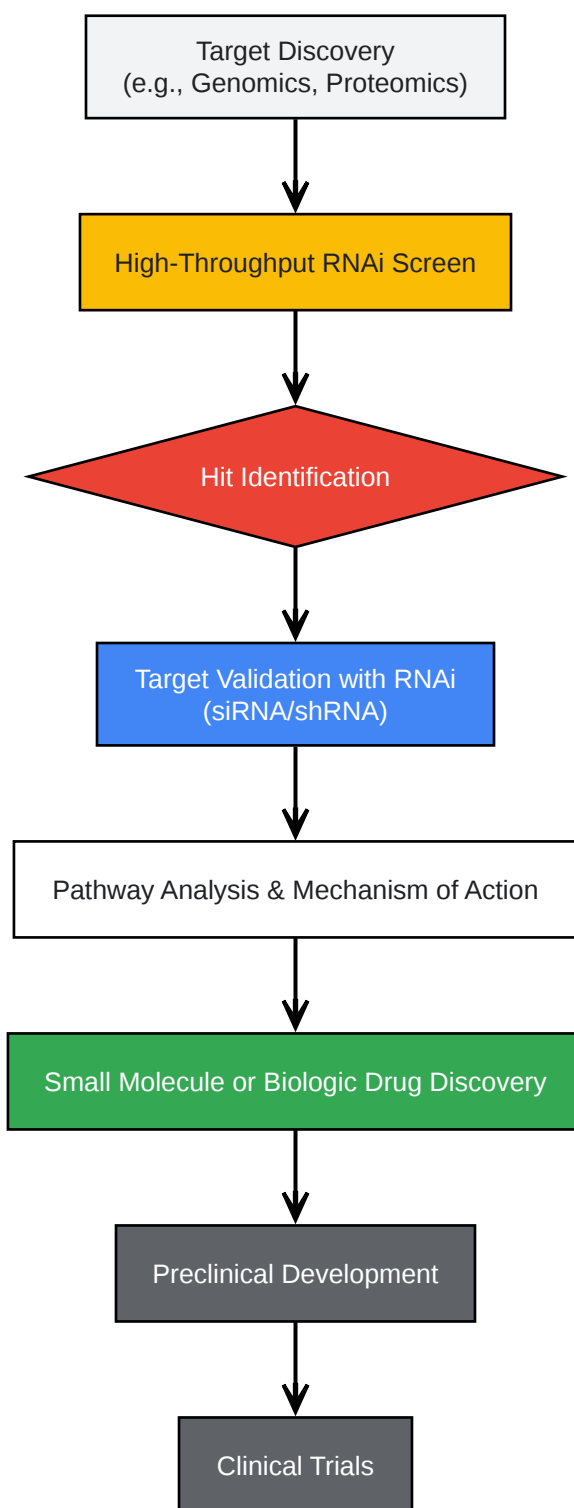 Target Discovery
(e.g., Genomics, Proteomics)
High-Throughput RNAi Screen
Hit Identification
Target Validation with RNAi
(siRNA/shRNA)
Pathway Analysis & Mechanism of Action
Small Molecule or Biologic Drug Discovery
Preclinical Development
Clinical Trials